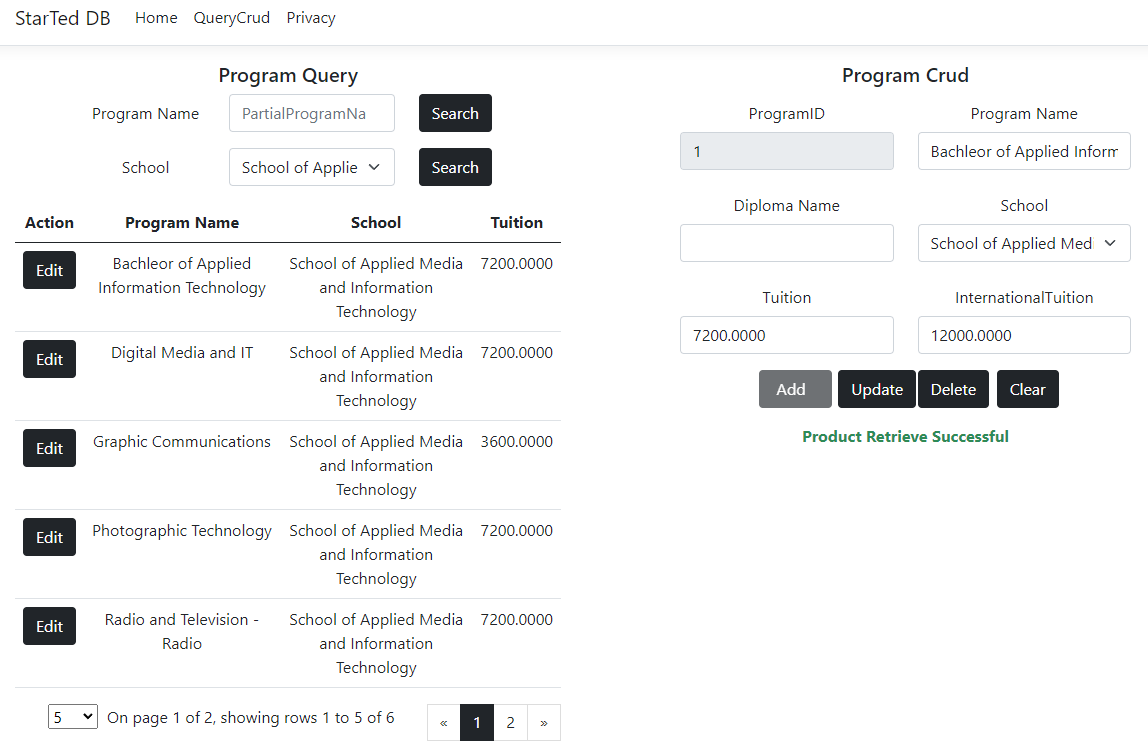 StarTed DB Home QueryCrud Privacy
Program Query
Program Name PartialProgramNa Search
School School of Applie Search
Action Program Name School Tuition
Edit Bachleor of Applied School of Applied Media 7200.0000
Information Technology and Information
Technology
Edit Digital Media and IT School of Applied Media 7200.0000
and Information
Technology
Edit Graphic Communications School of Applied Media 3600.0000
and Information
Technology
Edit Photographic Technology School of Applied Media 7200.0000
and Information
Technology
Edit Radio and Television - School of Applied Media 7200.0000
Radio and Information
Technology
5 On page 1 of 2, showing rows 1 to 5 of 6 « 1 2 »
Program Crud
ProgramID Program Name
1 Bachleor of Applied Inform
Diploma Name School
School of Applied Med
Tuition InternationalTuition
7200.0000 12000.0000
Add Update Delete Clear
Product Retrieve Successful